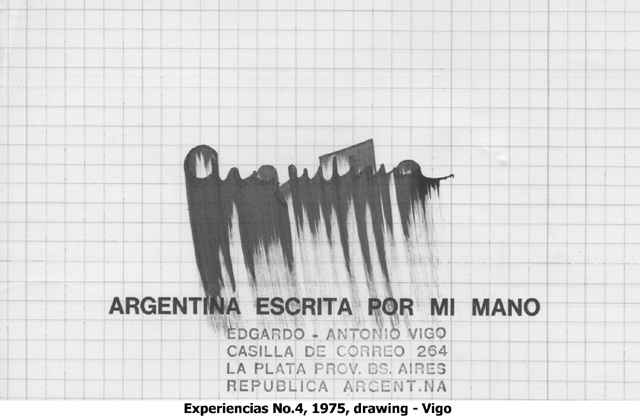 ARGENTINA ESCRITA POR MI MANO
EDGARDO - ANTONIO VIGO
CASILLA DE CORREO 264
LA PLATA PROV. BS. AIRES
REPUBLICA ARGENT.NA
Experiencias No.4, 1975, drawing - Vigo